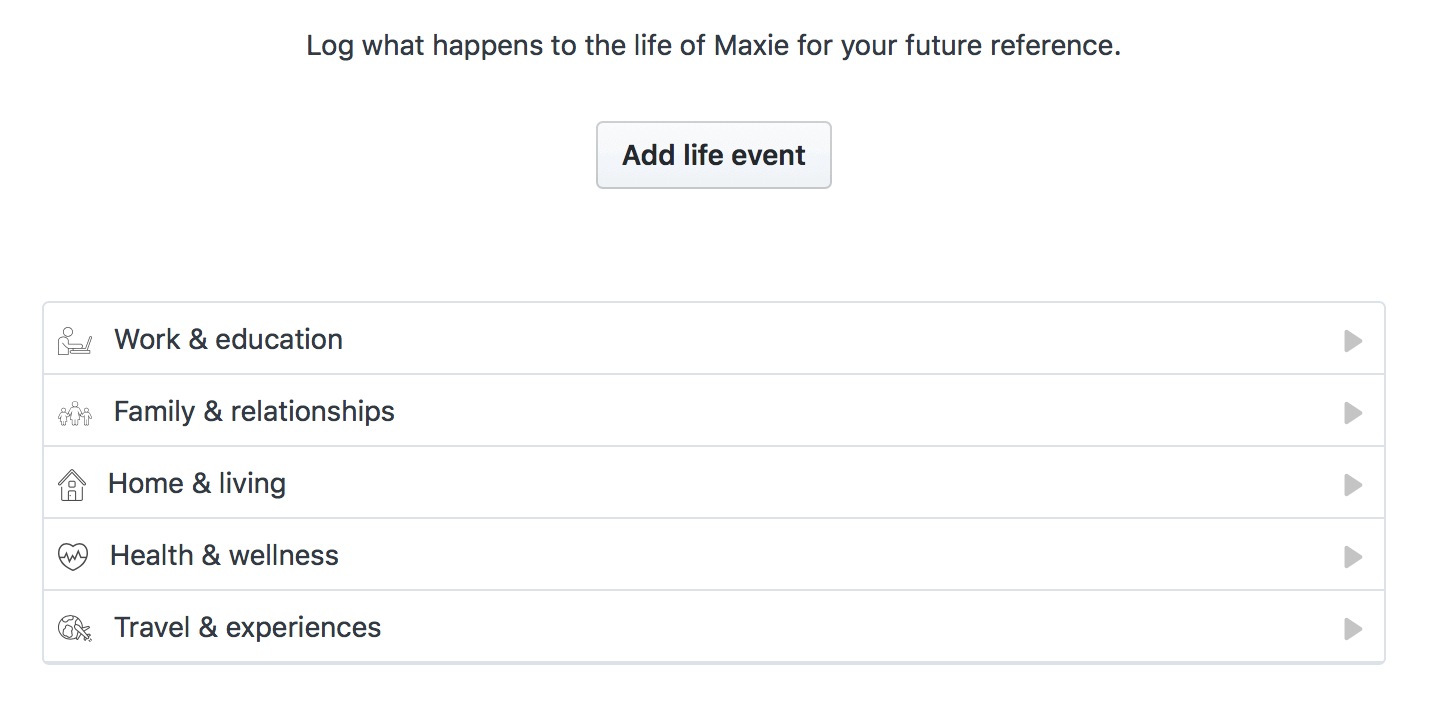 Log what happens to the life of Maxie for your future reference.
Add life event
Work & education
Family & relationships
Home & living
Health & wellness
Travel & experiences